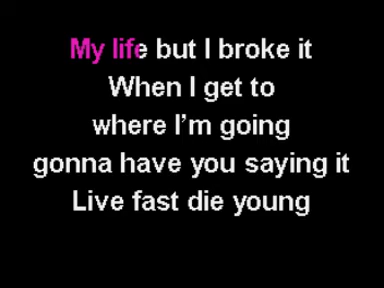 My life but I broke it
When I get to
where I'm going
gonna have you saying it
Live fast die young